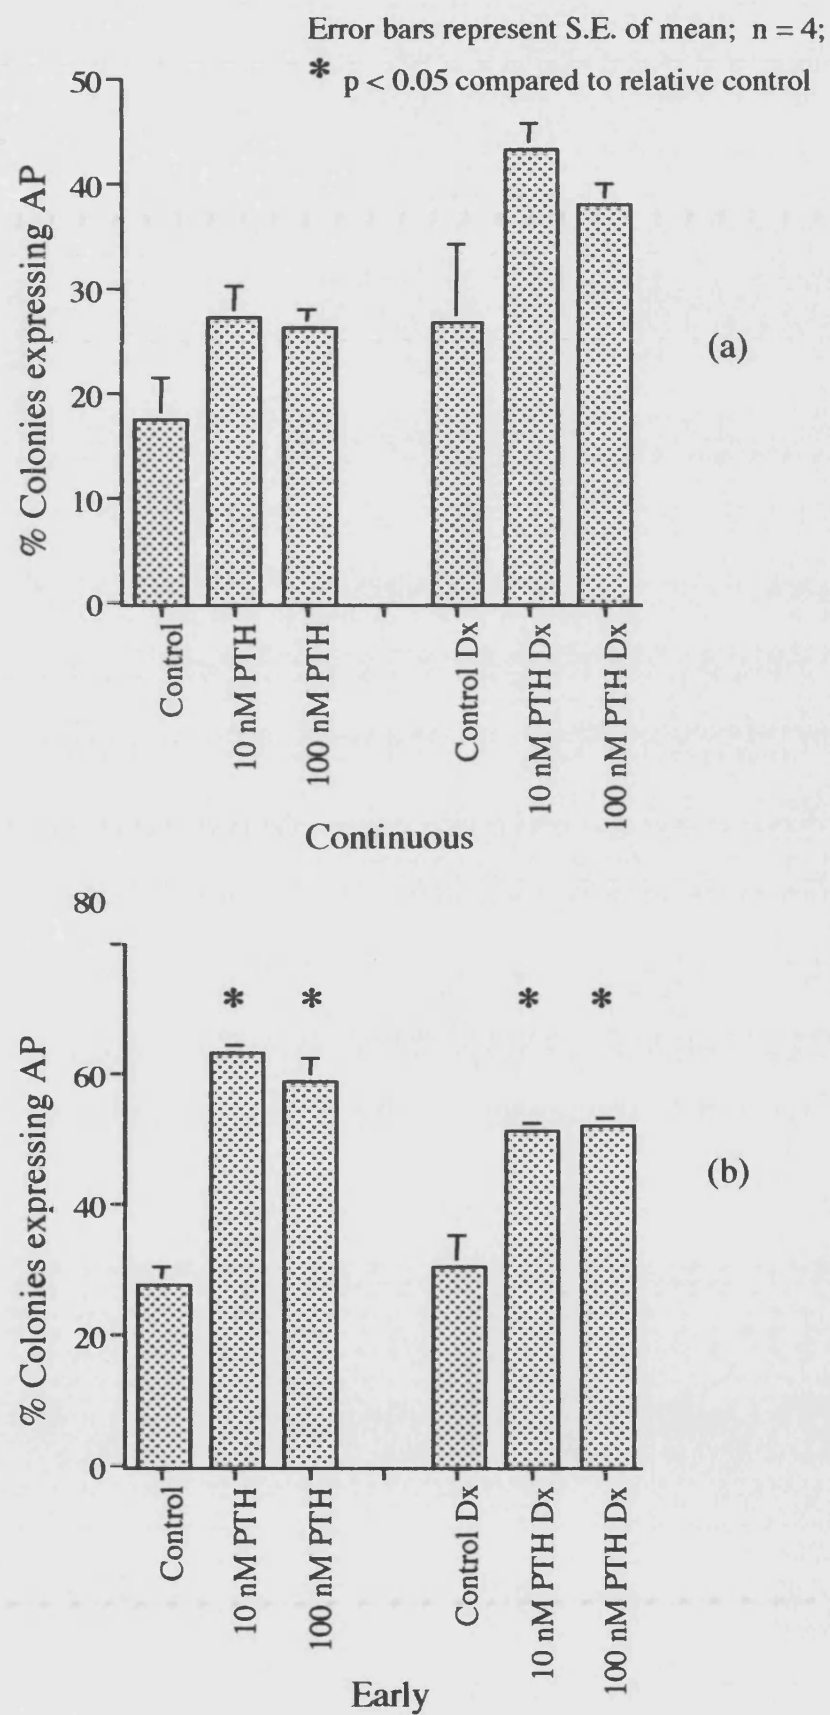 Error bars represent S.E. of mean; n = 4;
* p < 0.05 compared to relative control
50
40
30
20
10
0
% Colonies expressing AP
(a)
Control
10 nM PTH
100 nM PTH
Control Dx
10 nM PTH Dx
100 nM PTH Dx
Continuous
80
60
40
20
0
% Colonies expressing AP
* * * *
(b)
Control
10 nM PTH
100 nM PTH
Control Dx
10 nM PTH Dx
100 nM PTH Dx
Early